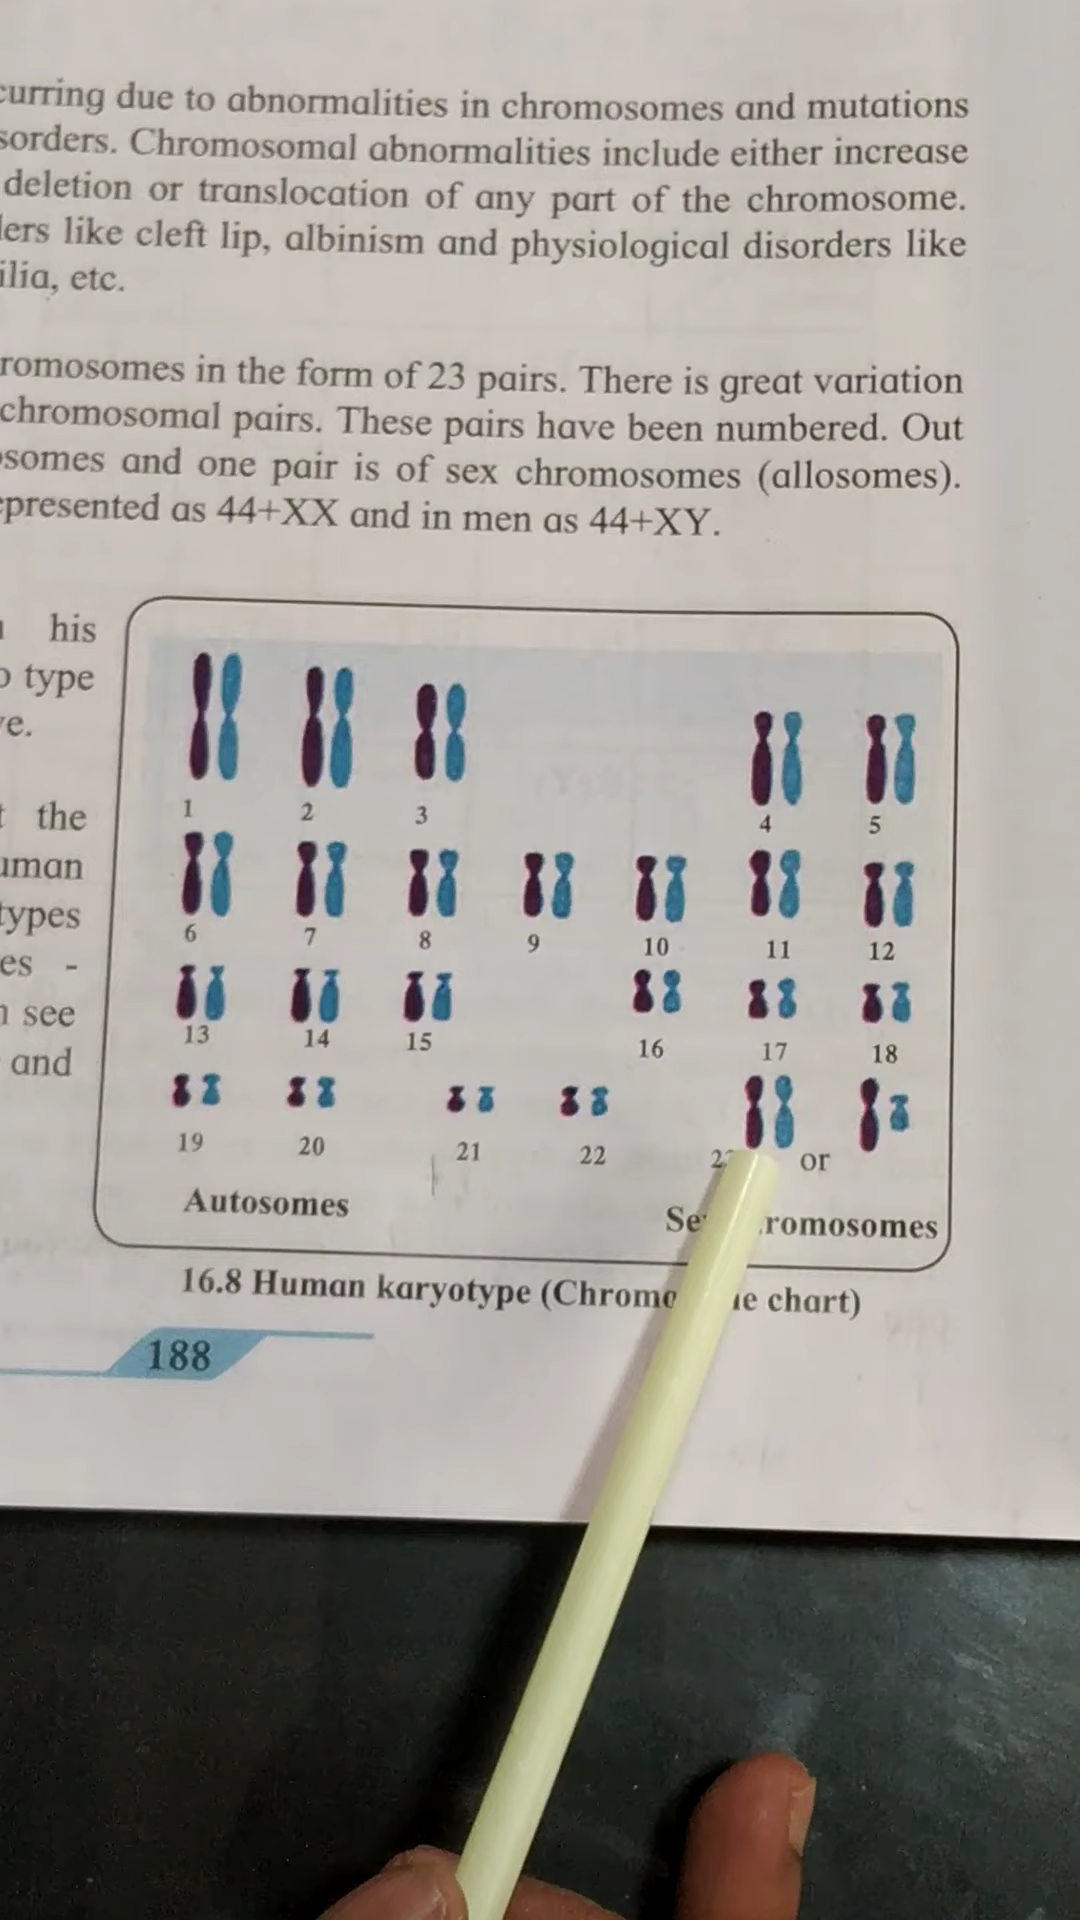 curring due to abnormalities in chromosomes and mutations
sorders. Chromosomal abnormalities include either increase
deletion or translocation of any part of the chromosome.
ders like cleft lip, albinism and physiological disorders like
ilia, etc.
romosomes in the form of 23 pairs. There is great variation
chromosomal pairs. These pairs have been numbered. Out
osomes and one pair is of sex chromosomes (allosomes).
epresented as 44+XX and in men as 44+XY.
his
type
e.
the
uman
types
es -
see
and
1 2 3 4 5
6 7 8 9 10 11 12
13 14 15 16 17 18
19 20 21 22 or
Autosomes
romosomes
16.8 Human karyotype (Chromo e chart)
188